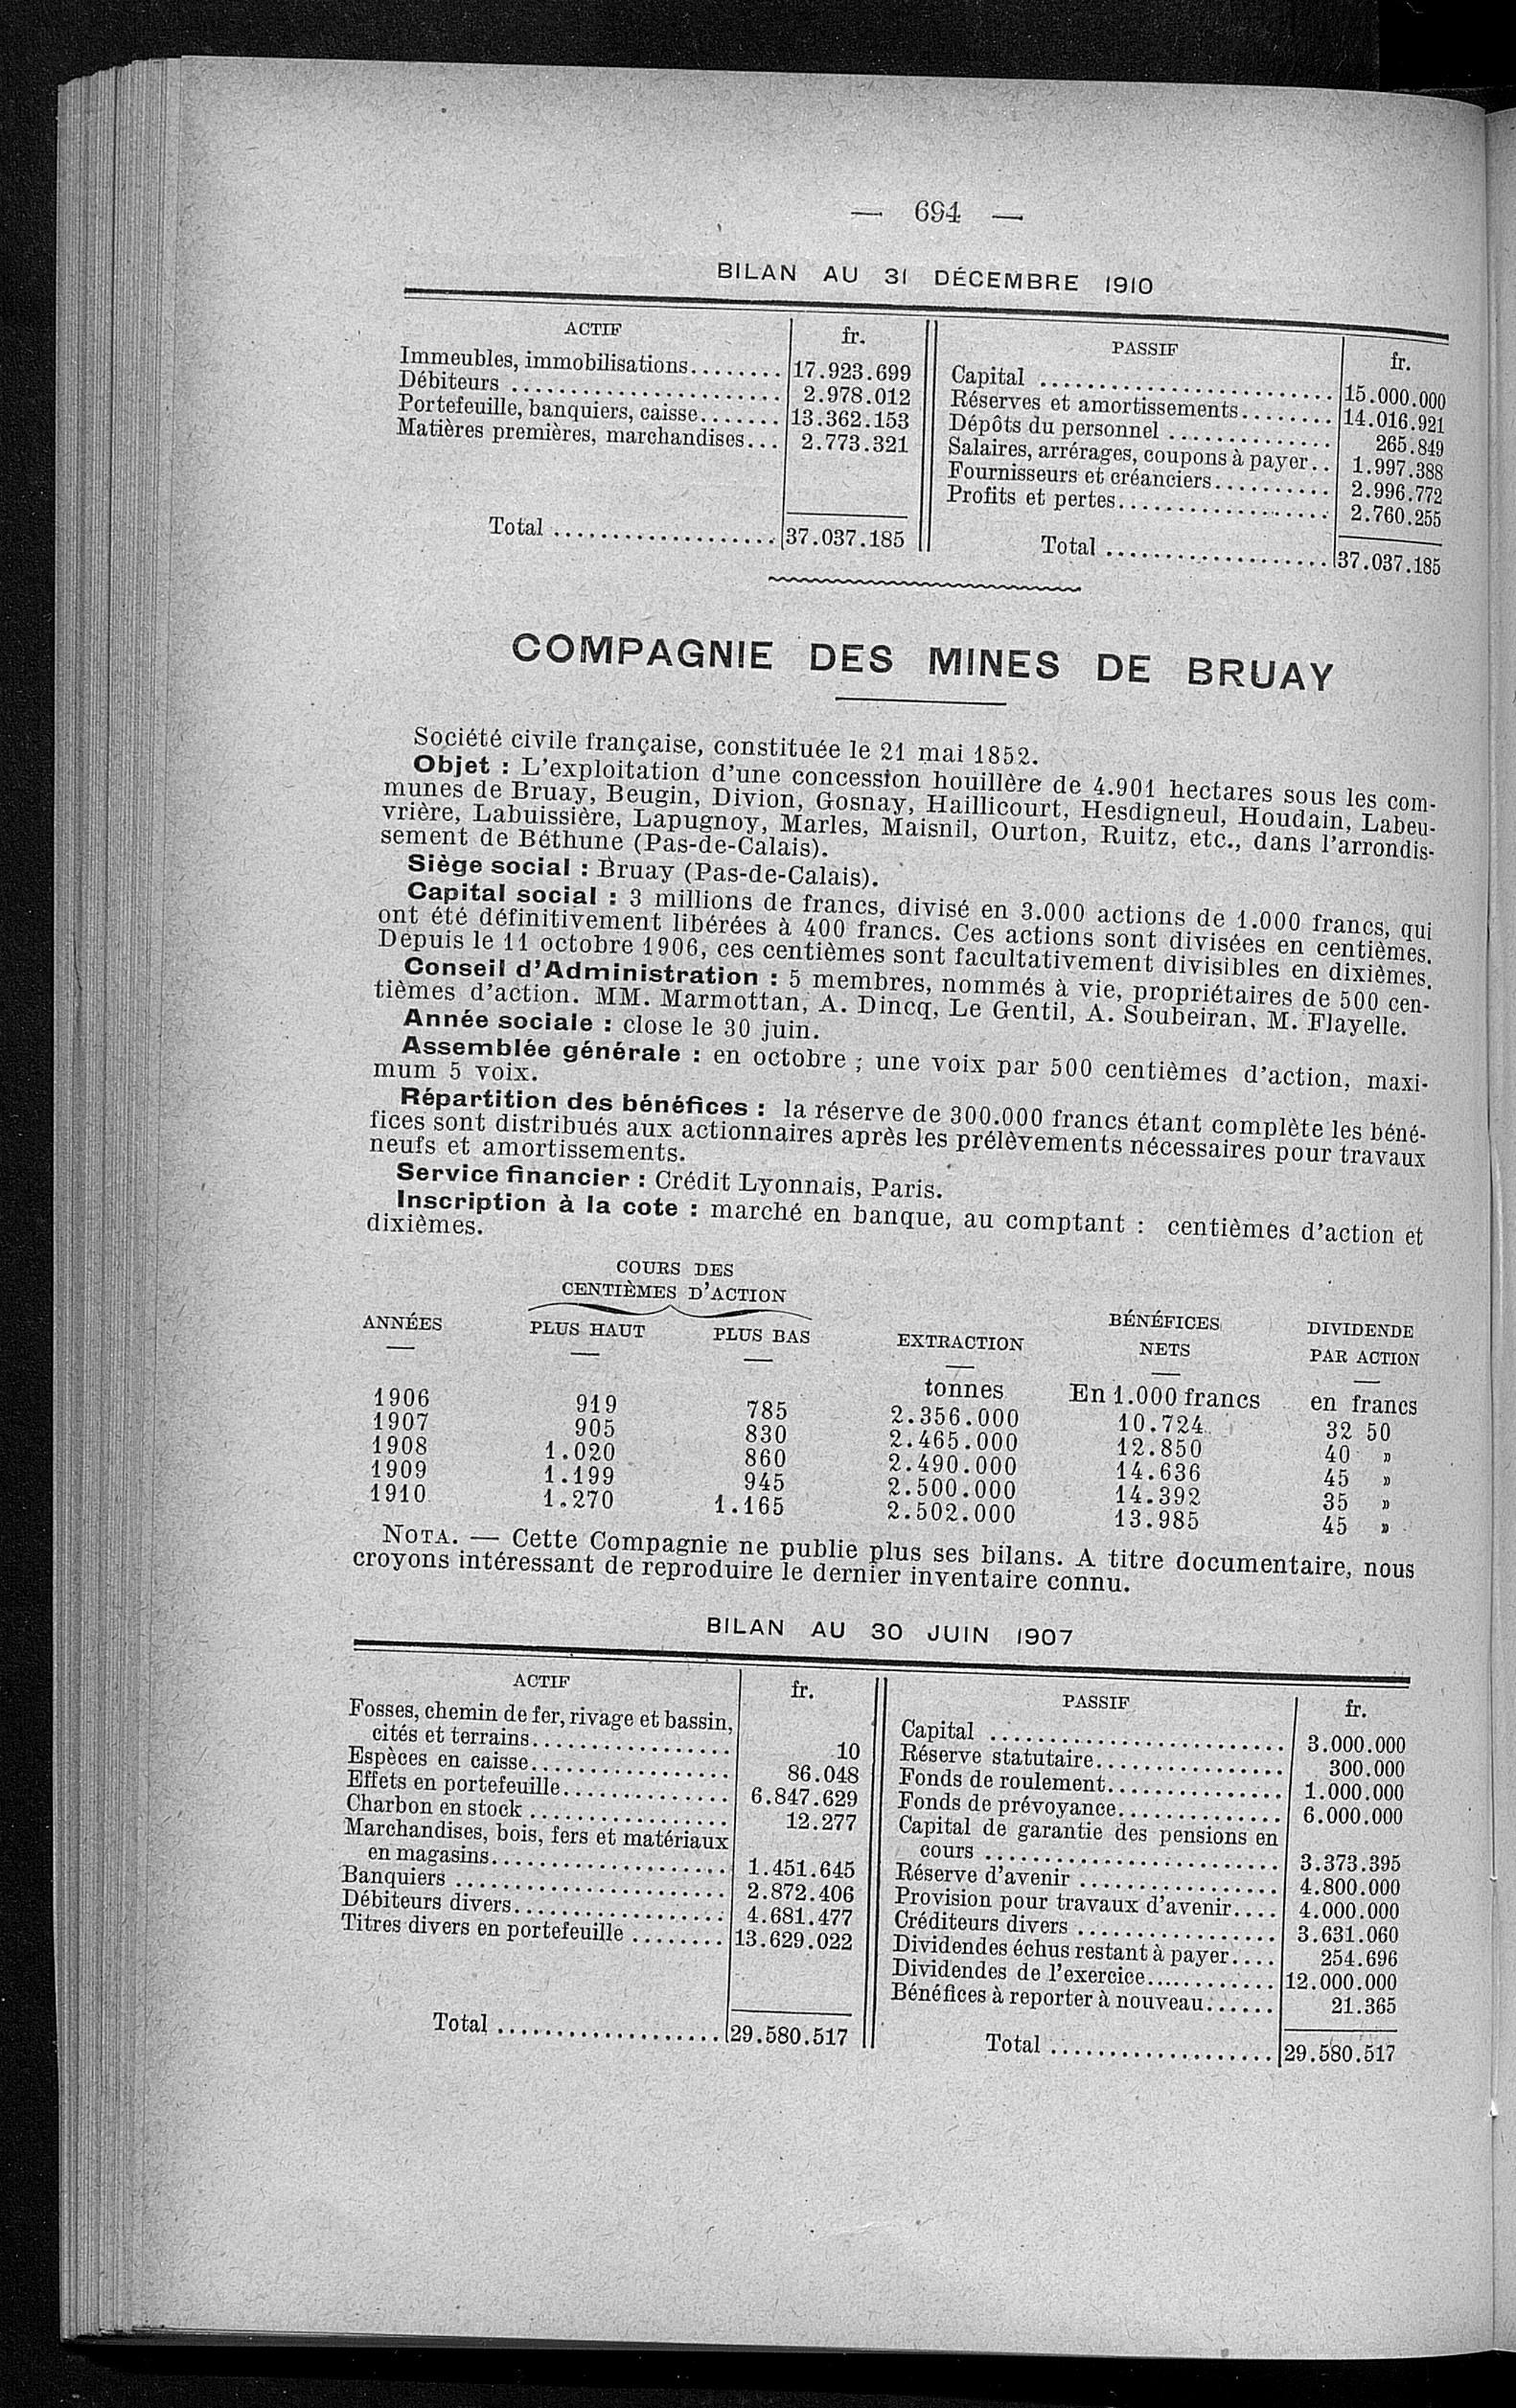 — 694 —
BILAN AU 31 DÉCEMBRE 1910
ACTIF fr.
Immeubles, immobilisations........ 17.923.699
Débiteurs ........................ 2.978.012
Portefeuille, banquiers, caisse....... 13.362.153
Matières premières, marchandises... 2.773.321
Total ................... 37.037.185
PASSIF fr.
Capital ......................... 15.000.000
Réserves et amortissements........ 14.016.921
Dépôts du personnel .............. 265.849
Salaires, arrérages, coupons à payer.. 1.997.388
Fournisseurs et créanciers.......... 2.996.772
Profits et pertes.................. 2.760.255
Total ................... 37.037.185
COMPAGNIE DES MINES DE BRUAY
Société civile française, constituée le 21 mai 1852.
Objet : L'exploitation d'une concession houillère de 4.901 hectares sous les com-
munes de Bruay, Beugin, Divion, Gosnay, Haillicourt, Hesdigneul, Houdain, Labeu-
vrière, Labuissière, Lapugnoy, Marles, Maisnil, Ourton, Ruitz, etc., dans l'arrondis-
sement de Béthune (Pas-de-Calais).
Siège social : Bruay (Pas-de-Calais).
Capital social : 3 millions de francs, divisé en 3.000 actions de 1.000 francs, qui
ont été définitivement libérées à 400 francs. Ces actions sont divisées en centièmes.
Depuis le 11 octobre 1906, ces centièmes sont facultativement divisibles en dixièmes.
Conseil d'Administration : 5 membres, nommés à vie, propriétaires de 500 cen-
tièmes d'action. MM. Marmottan, A. Dincq, Le Gentil, A. Soubeiran, M. Flayelle.
Année sociale : close le 30 juin.
Assemblée générale : en octobre ; une voix par 500 centièmes d'action, maxi-
mum 5 voix.
Répartition des bénéfices : la réserve de 300.000 francs étant complète les béné-
fices sont distribués aux actionnaires après les prélèvements nécessaires pour travaux
neufs et amortissements.
Service financier : Crédit Lyonnais, Paris.
Inscription à la cote : marché en banque, au comptant : centièmes d'action et
dixièmes.
COURS DES
CENTIÈMES D'ACTION
ANNÉES PLUS HAUT PLUS BAS EXTRACTION BÉNÉFICES NETS DIVIDENDE PAR ACTION
tonnes En 1.000 francs en francs
1906 919 785 2.356.000 10.724 32 50
1907 905 830 2.465.000 12.850 40 »
1908 1.020 860 2.490.000 14.636 45 »
1909 1.199 945 2.500.000 14.392 35 »
1910 1.270 1.165 2.502.000 13.985 45 »
NOTA. — Cette Compagnie ne publie plus ses bilans. A titre documentaire, nous
croyons intéressant de reproduire le dernier inventaire connu.
BILAN AU 30 JUIN 1907
ACTIF fr.
Fosses, chemin de fer, rivage et bassin,
cités et terrains................. 10
Espèces en caisse................. 86.048
Effets en portefeuille.............. 6.847.629
Charbon en stock ................. 12.277
Marchandises, bois, fers et matériaux
en magasins.................... 1.451.645
Banquiers ....................... 2.872.406
Débiteurs divers.................. 4.681.477
Titres divers en portefeuille ........ 13.629.022
Total ................... 29.580.517
PASSIF fr.
Capital ......................... 3.000.000
Réserve statutaire................ 300.000
Fonds de roulement............... 1.000.000
Fonds de prévoyance.............. 6.000.000
Capital de garantie des pensions en
cours ......................... 3.373.395
Réserve d'avenir ................. 4.800.000
Provision pour travaux d'avenir.... 4.000.000
Créditeurs divers ................. 3.631.060
Dividendes échus restant à payer.... 254.696
Dividendes de l'exercice............ 12.000.000
Bénéfices à reporter à nouveau...... 21.365
Total ................... 29.580.517